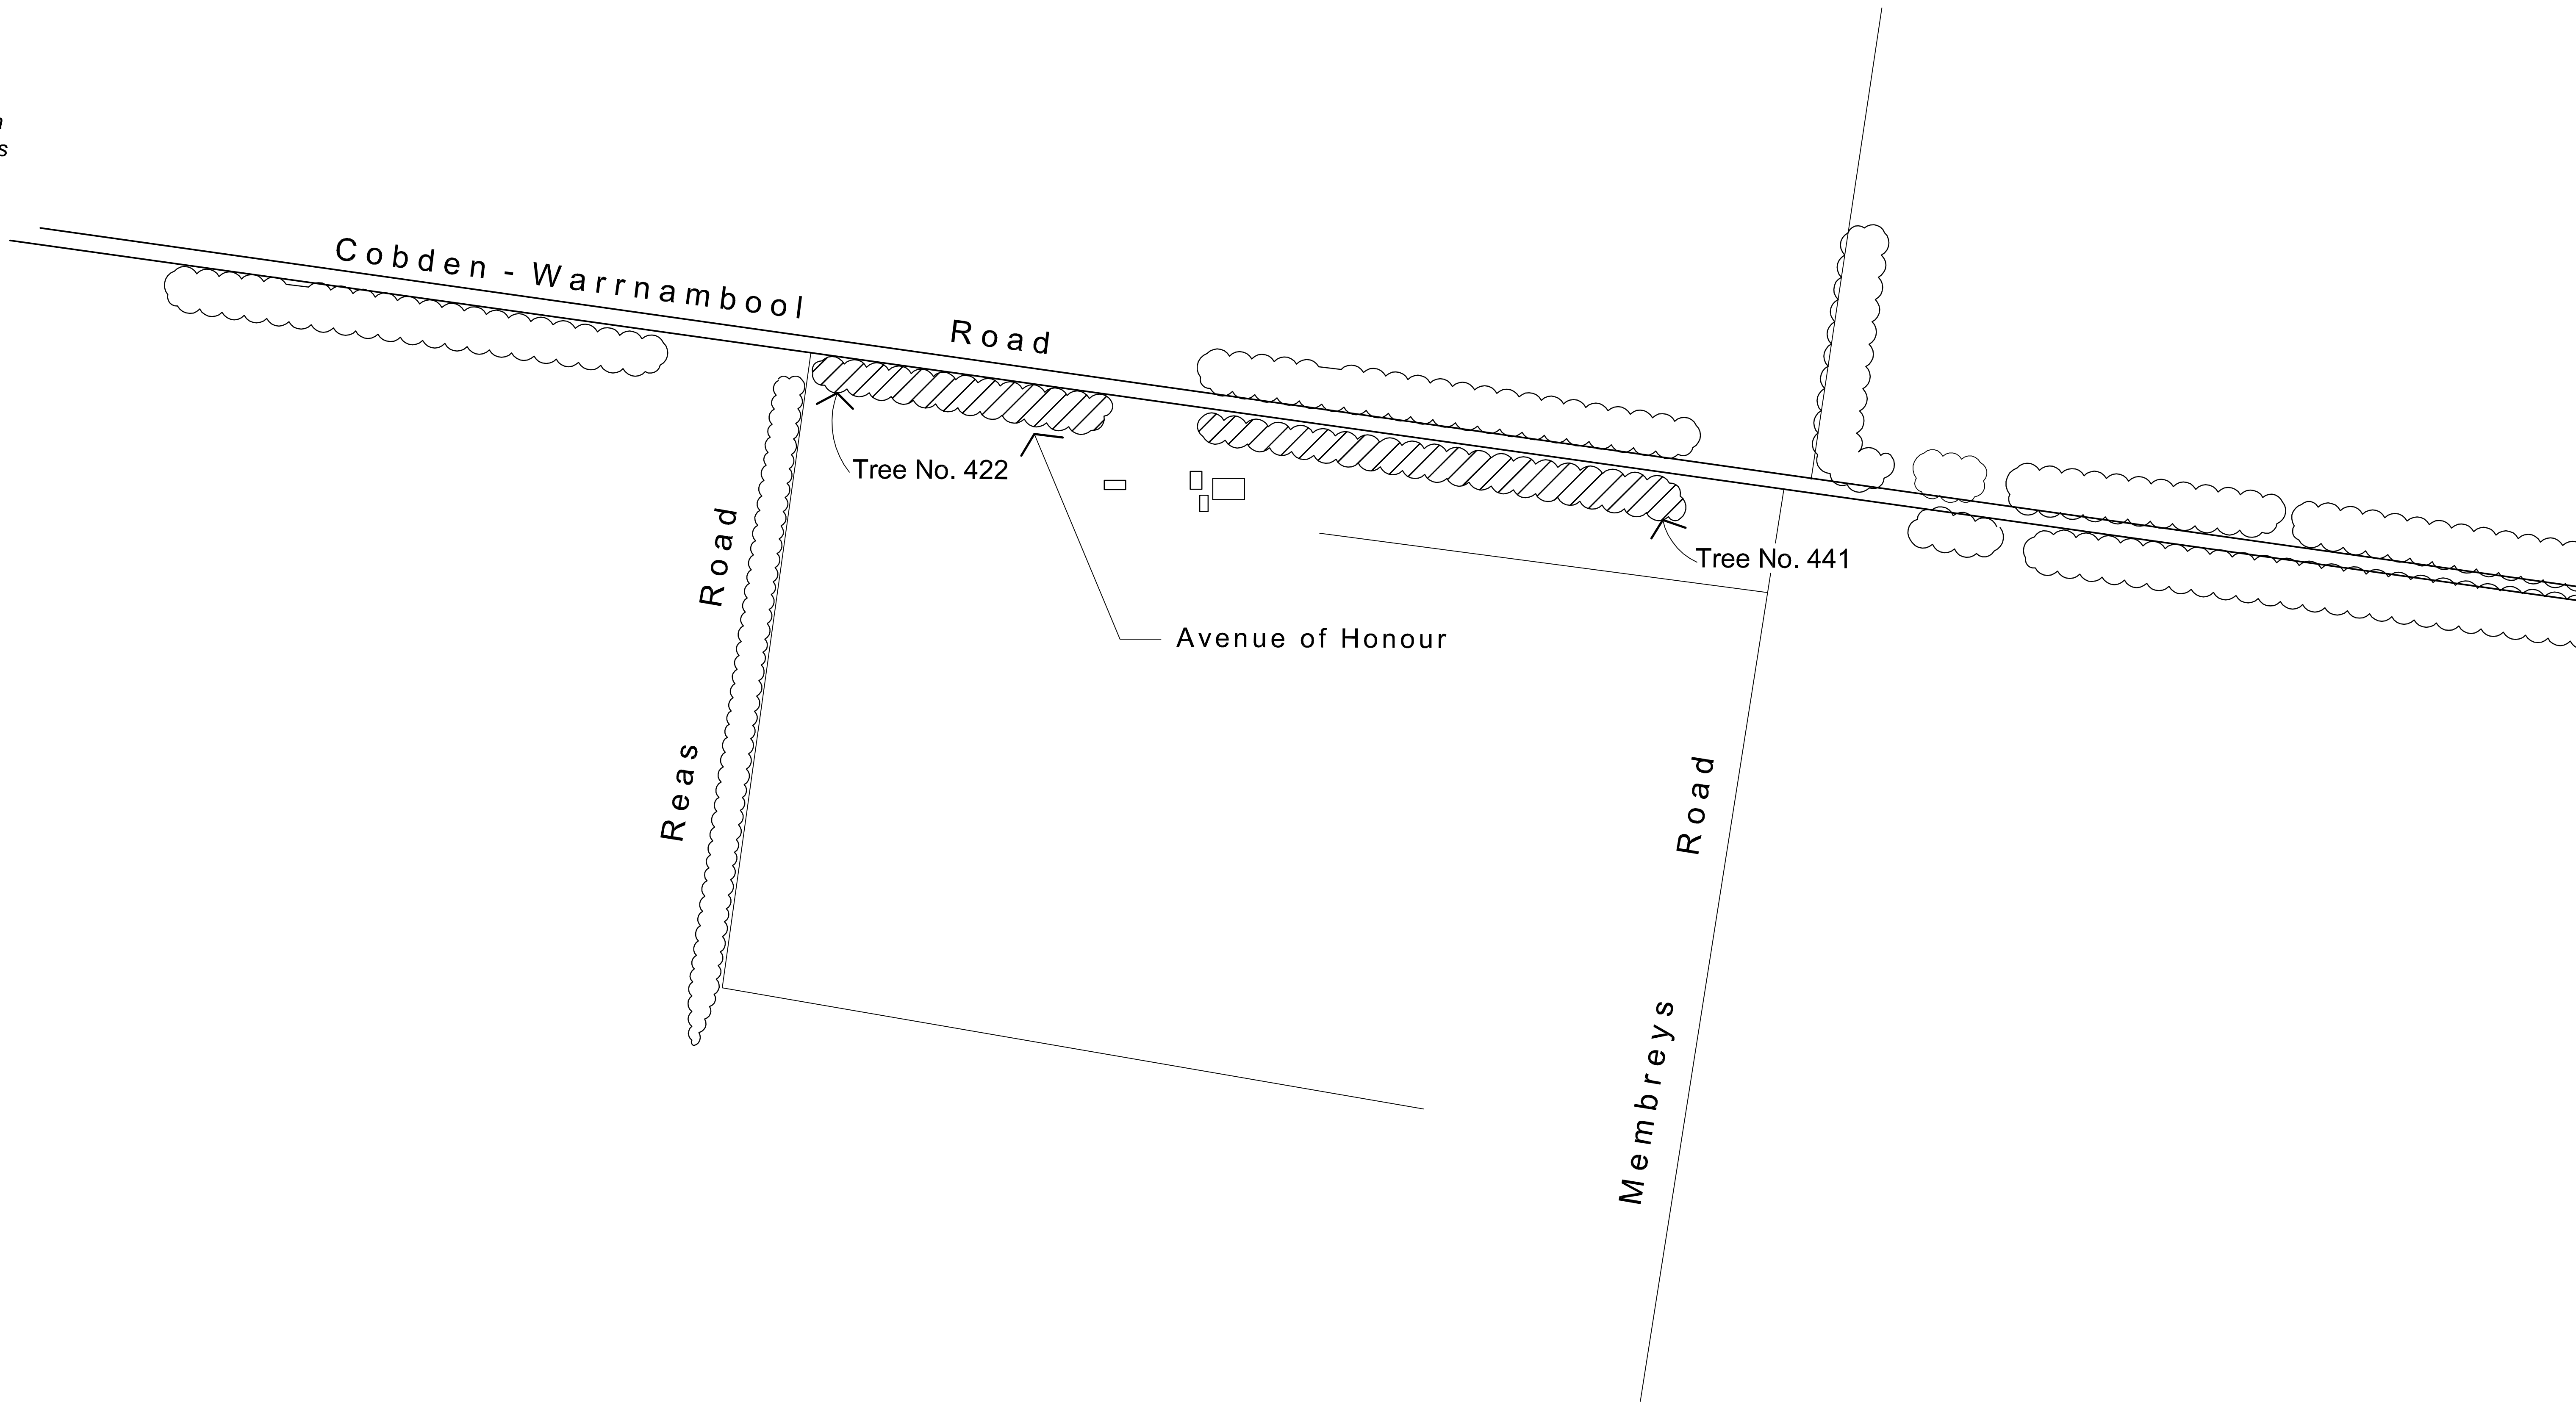 Cobden - Warrnambool Road
Tree No. 422
Reas Road
Tree No. 441
Avenue of Honour
Membreys Road